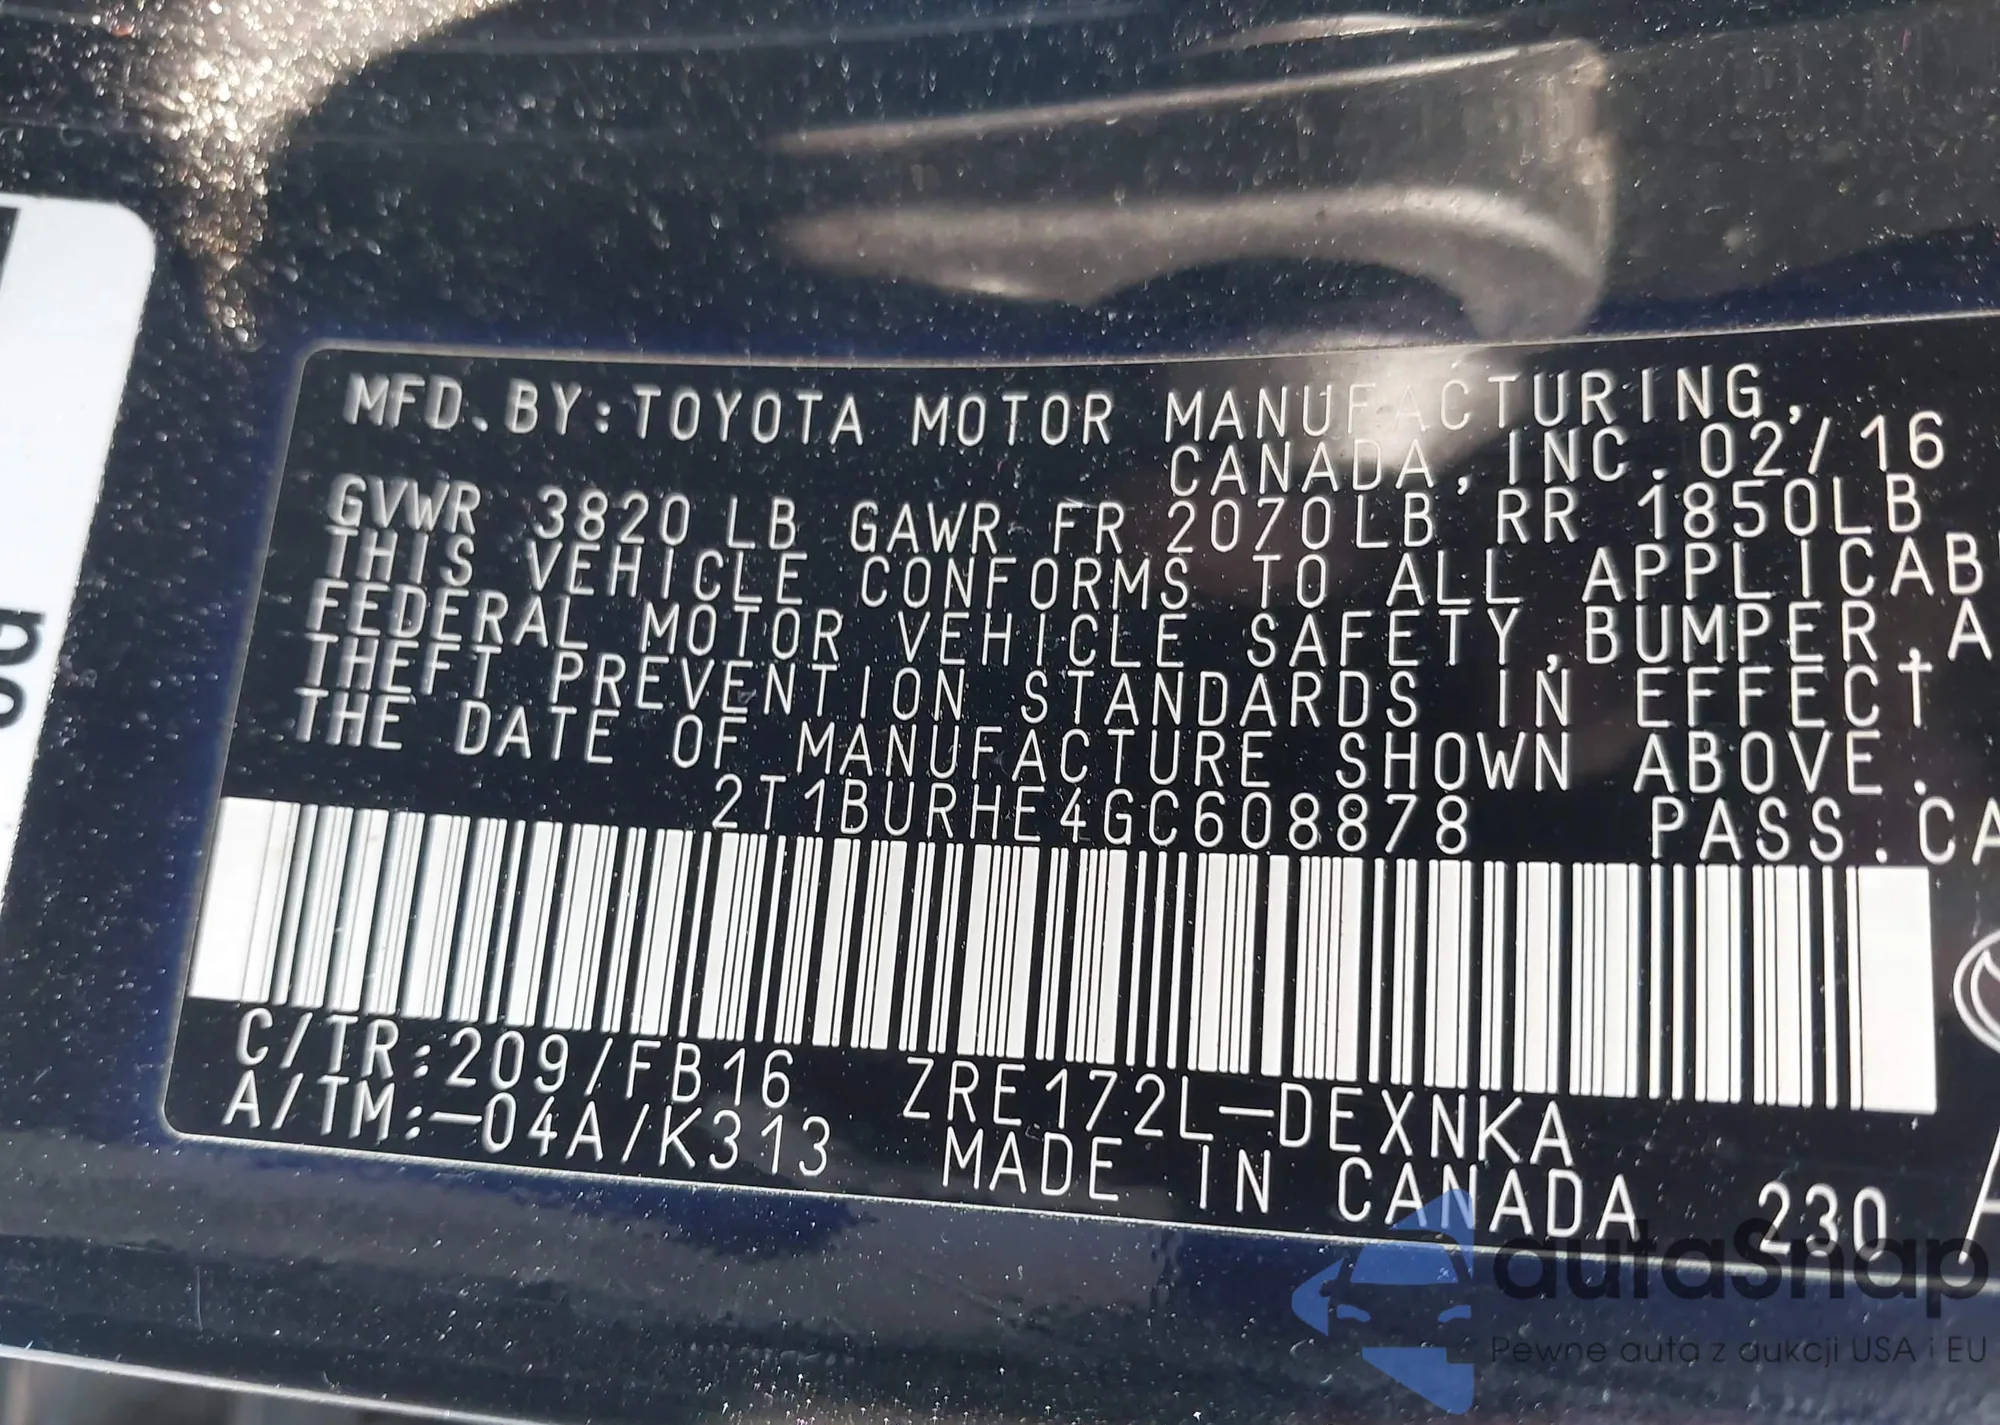 MFD.BY:TOYOTA MOTOR MANUFACTURING,
CANADA, INC. 02/16
GVWR 3820 LB GAWR FR 2070LB RR 1850LB
THIS VEHICLE CONFORMS TO ALL APPLICAB
FEDERAL MOTOR VEHICLE SAFETY,BUMPER,A
THEFT PREVENTION STANDARDS IN EFFECT
THE DATE OF MANUFACTURE SHOWN ABOVE.
2T1BURHE4GC608878 PASS.CA
C/TR:209/FB16 ZRE172L-DEXNKA
A/TM:-04A/K313 MADE IN CANADA 230
autaSnap
Pewne auta z aukcji USA i EU